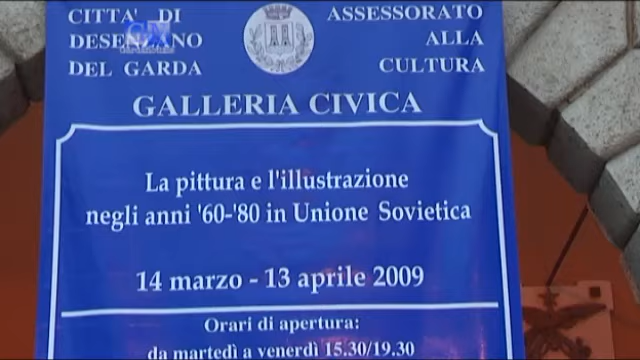 CITTA' DI
DESENZANO
DEL GARDA
ASSESSORATO
ALLA
CULTURA
GALLERIA CIVICA
La pittura e l'illustrazione
negli anni '60-'80 in Unione Sovietica
14 marzo - 13 aprile 2009
Orari di apertura:
da martedì a venerdì 15.30/19.30